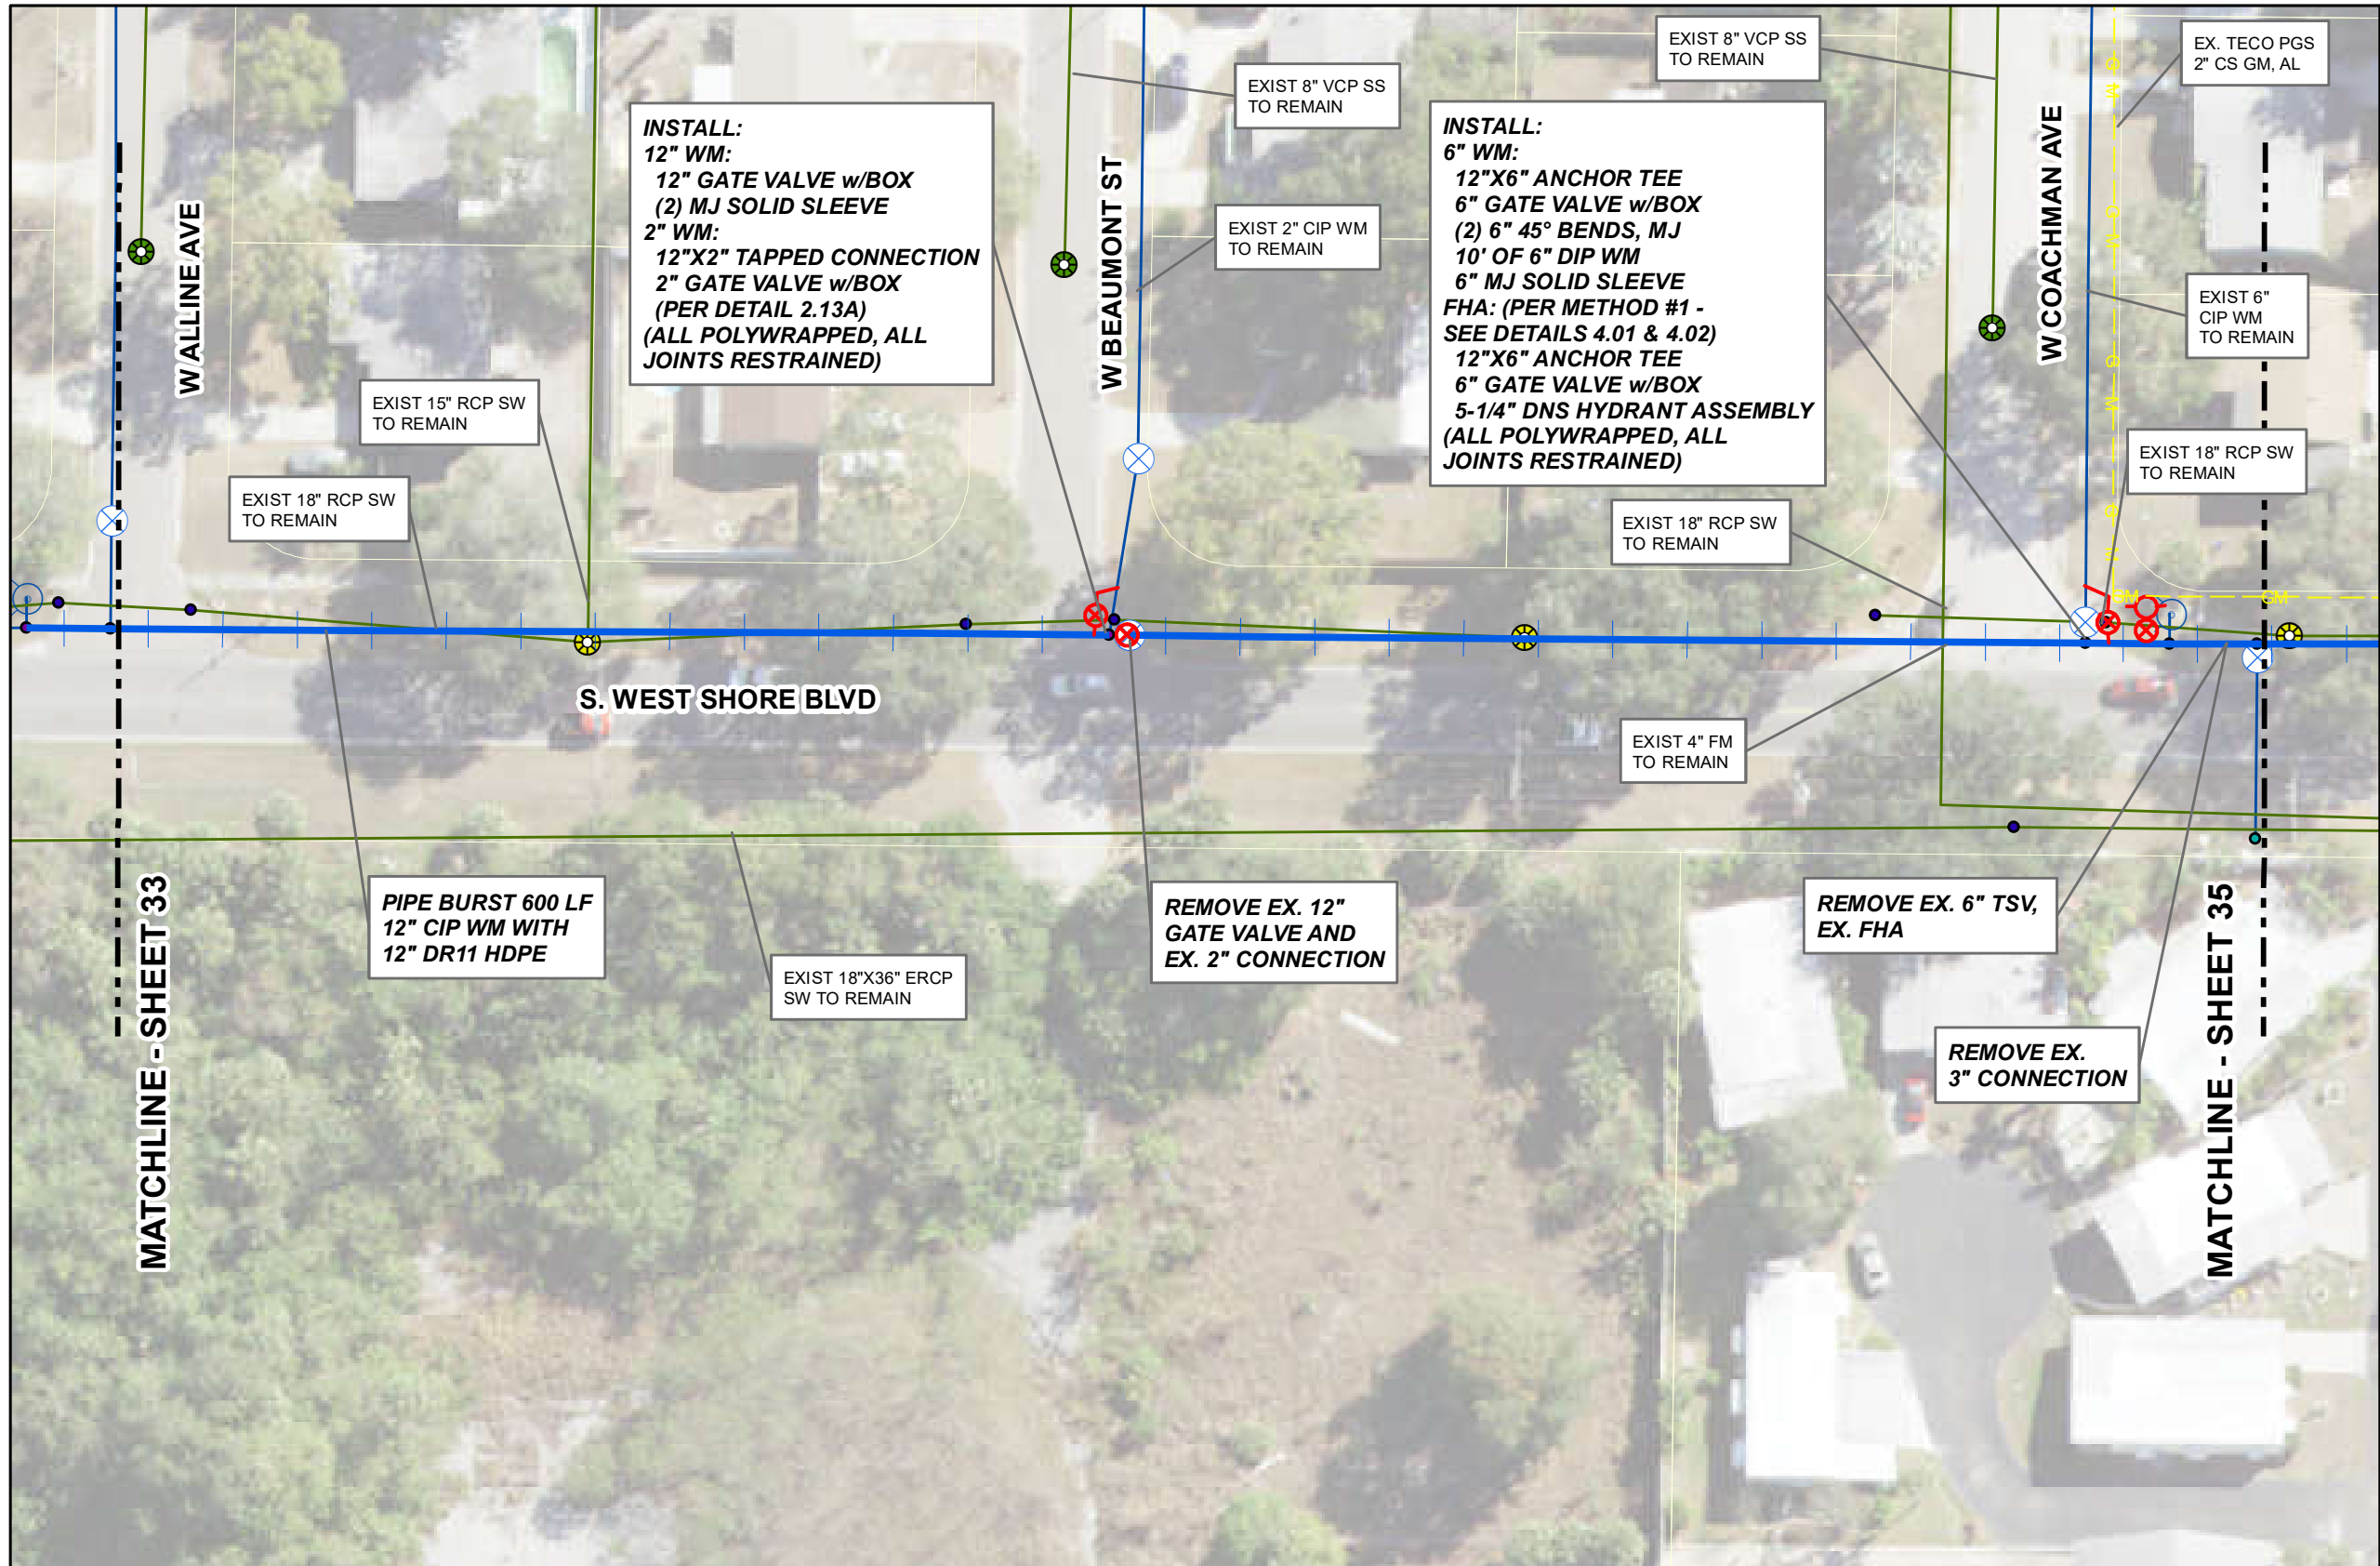 EXIST 8" VCP SS
TO REMAIN
EX. TECO PGS
2" CS GM, AL
EXIST 8" VCP SS
TO REMAIN
INSTALL:
12" WM:
12" GATE VALVE w/BOX
(2) MJ SOLID SLEEVE
2" WM:
12"X2" TAPPED CONNECTION
2" GATE VALVE w/BOX
(PER DETAIL 2.13A)
(ALL POLYWRAPPED, ALL
JOINTS RESTRAINED)
INSTALL:
6" WM:
12"X6" ANCHOR TEE
6" GATE VALVE w/BOX
(2) 6" 45° BENDS, MJ
10' OF 6" DIP WM
6" MJ SOLID SLEEVE
FHA: (PER METHOD #1 -
SEE DETAILS 4.01 & 4.02)
12"X6" ANCHOR TEE
6" GATE VALVE w/BOX
5-1/4" DNS HYDRANT ASSEMBLY
(ALL POLYWRAPPED, ALL
JOINTS RESTRAINED)
W ALLINE AVE
W BEAUMONT ST
W COACHMAN AVE
EXIST 2" CIP WM
TO REMAIN
EXIST 6"
CIP WM
TO REMAIN
EXIST 15" RCP SW
TO REMAIN
EXIST 18" RCP SW
TO REMAIN
EXIST 18" RCP SW
TO REMAIN
EXIST 18" RCP SW
TO REMAIN
GM
GM
GM
GM
GM
GM
S. WEST SHORE BLVD
EXIST 4" FM
TO REMAIN
MATCHLINE - SHEET 33
PIPE BURST 600 LF
12" CIP WM WITH
12" DR11 HDPE
EXIST 18"X36" ERCP
SW TO REMAIN
REMOVE EX. 12"
GATE VALVE AND
EX. 2" CONNECTION
REMOVE EX. 6" TSV,
EX. FHA
REMOVE EX.
3" CONNECTION
MATCHLINE - SHEET 35